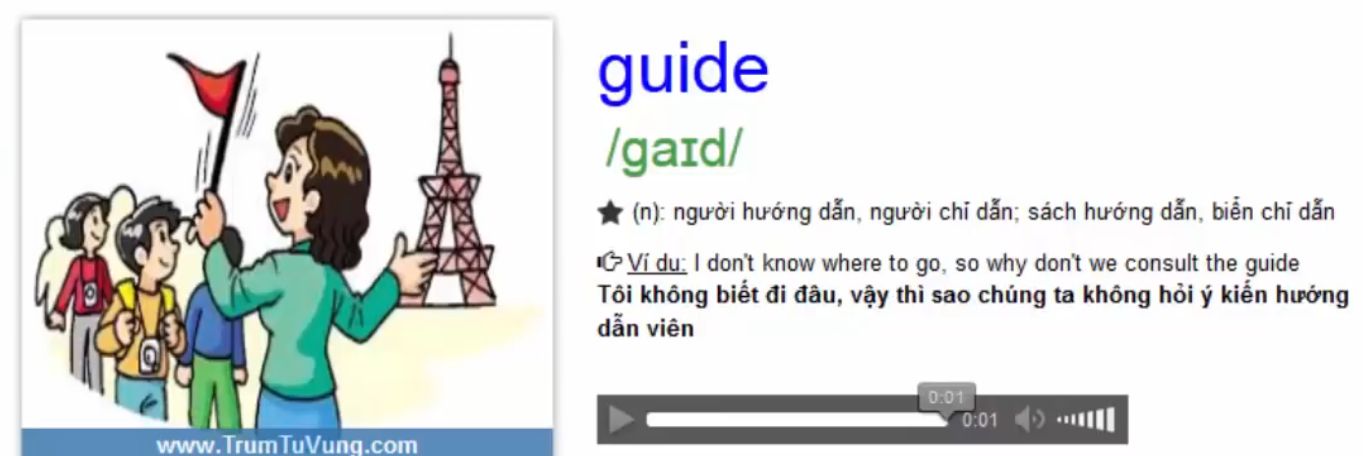 guide
/gaɪd/
★ (n): người hướng dẫn, người chỉ dẫn; sách hướng dẫn, biển chỉ dẫn
Ví du: I don't know where to go, so why don't we consult the guide
Tôi không biết đi đâu, vậy thì sao chúng ta không hỏi ý kiến hướng
dẫn viên
0:01
0:01
www.TrumTuVung.com